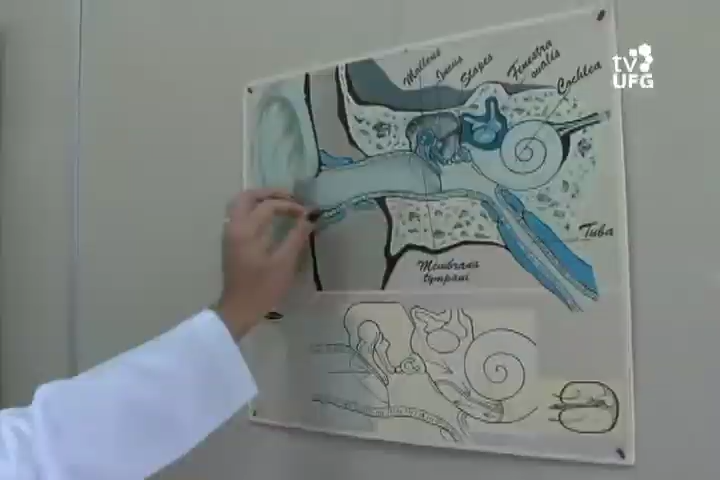 tv
UFG
Malleus
Incus
Stapes
Fenestra
ovalis
Cochlea
Tuba
Membrana
tympani